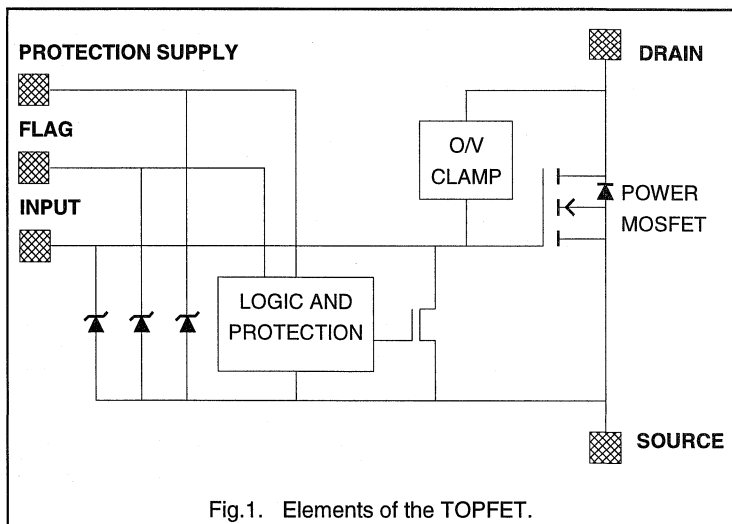 PROTECTION SUPPLY
DRAIN
FLAG
O/V
CLAMP
INPUT
POWER
MOSFET
LOGIC AND
PROTECTION
SOURCE
Fig.1. Elements of the TOPFET.